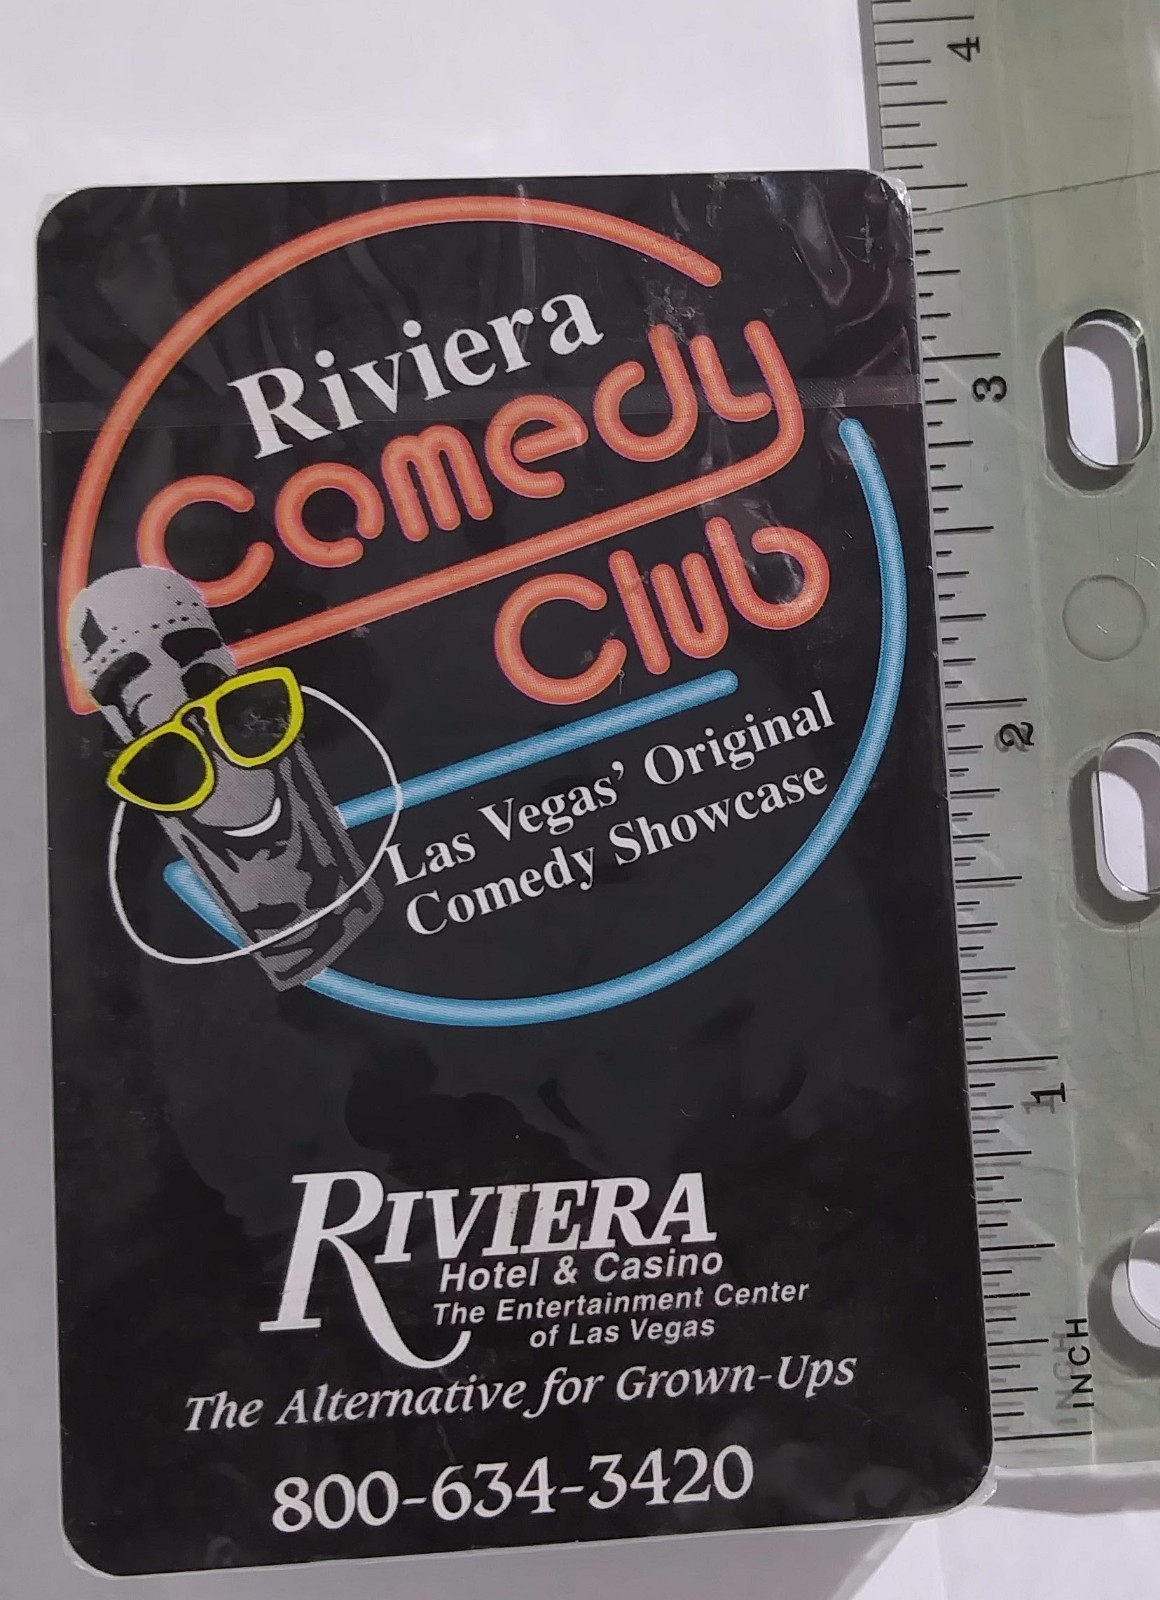 Riviera
Comedy
Club
Las Vegas' Original
Comedy Showcase
RIVIERA
Hotel & Casino
The Entertainment Center
of Las Vegas
The Alternative for Grown-Ups
800-634-3420
4
3
2
1
INCH